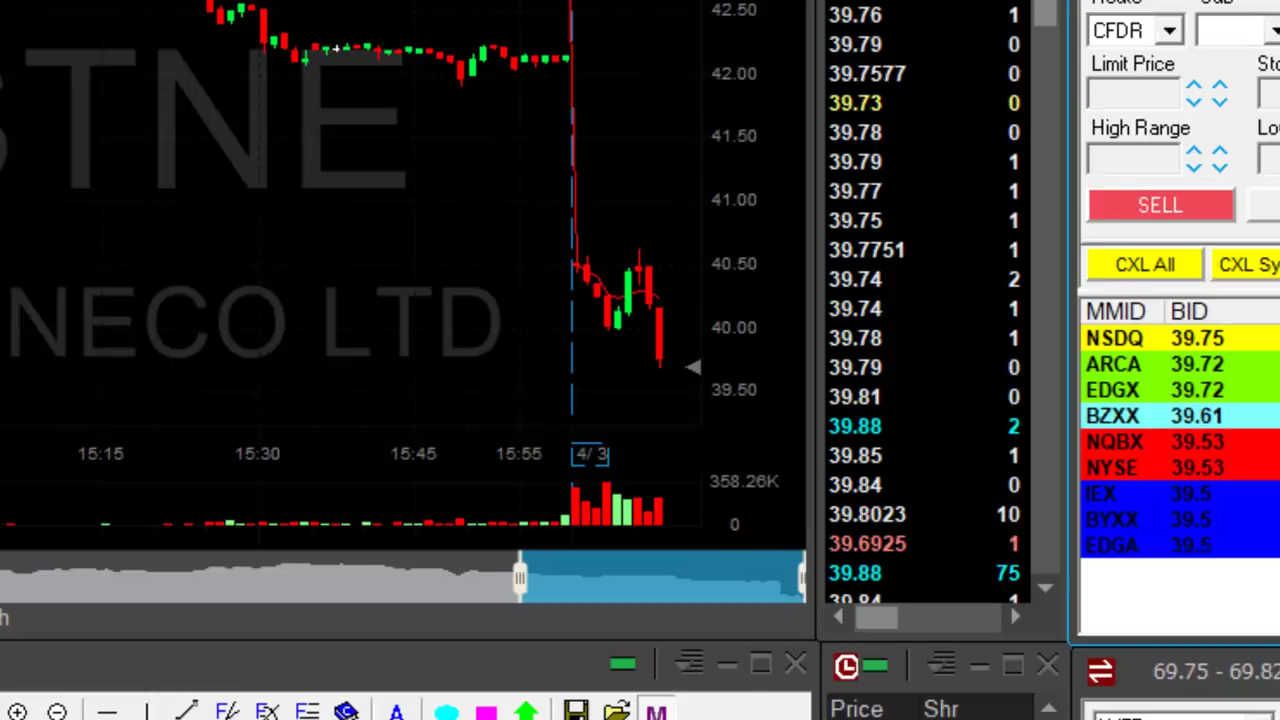 STNE
NECO LTD
42.50
42.00
41.50
41.00
40.50
40.00
39.50
15:15 15:30 15:45 15:55 4/ 3
358.26K
0
39.76 1
39.79 0
39.7577 0
39.73 0
39.78 0
39.79 1
39.77 1
39.75 1
39.7751 1
39.74 2
39.74 1
39.78 1
39.79 0
39.81 0
39.88 2
39.85 1
39.84 0
39.8023 10
39.6925 1
39.88 75
39.84 1
CFDR
Limit Price Sto
High Range Lo
SELL
CXL All CXL Sy
MMID BID
NSDQ 39.75
ARCA 39.72
EDGX 39.72
BZXX 39.61
NQBX 39.53
NYSE 39.53
IEX 39.5
BYXX 39.5
EDGA 39.5
h
Price Shr
69.75 - 69.82
A M